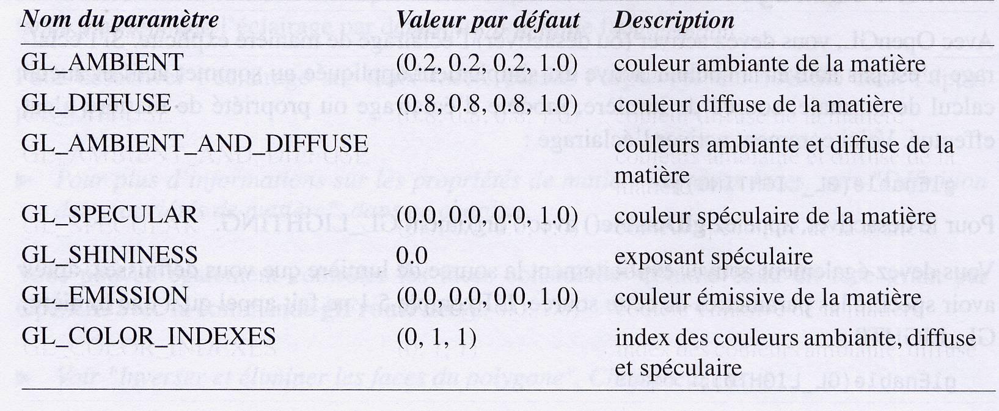 Nom du paramètre Valeur par défaut Description
GL_AMBIENT (0.2, 0.2, 0.2, 1.0) couleur ambiante de la matière
GL_DIFFUSE (0.8, 0.8, 0.8, 1.0) couleur diffuse de la matière
GL_AMBIENT_AND_DIFFUSE couleurs ambiante et diffuse de la
matière
GL_SPECULAR (0.0, 0.0, 0.0, 1.0) couleur spéculaire de la matière
GL_SHININESS 0.0 exposant spéculaire
GL_EMISSION (0.0, 0.0, 0.0, 1.0) couleur émissive de la matière
GL_COLOR_INDEXES (0, 1, 1) index des couleurs ambiante, diffuse
et spéculaire